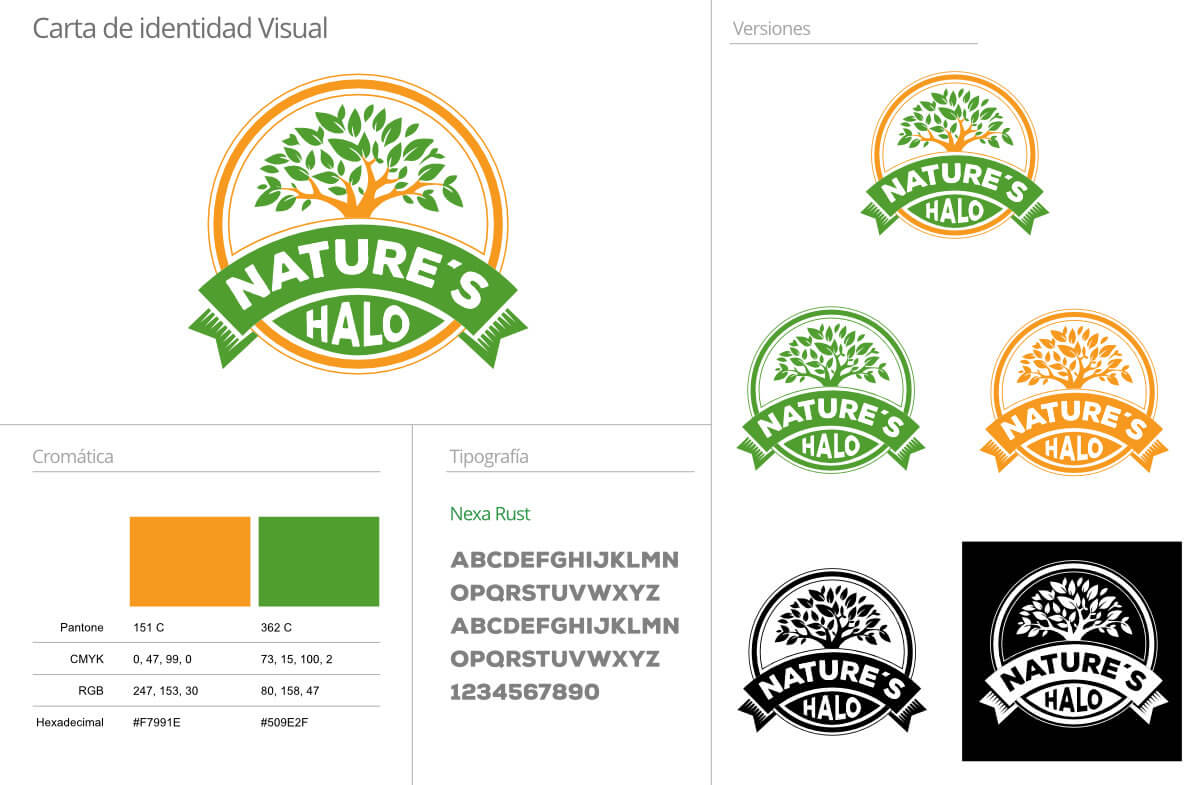 Carta de identidad Visual
NATURE´S
HALO
Cromática
Pantone 151 C 362 C
CMYK 0, 47, 99, 0 73, 15, 100, 2
RGB 247, 153, 30 80, 158, 47
Hexadecimal #F7991E #509E2F
Tipografía
Nexa Rust
ABCDEFGHIJKLMN
OPQRSTUVWXYZ
ABCDEFGHIJKLMN
OPQRSTUVWXYZ
1234567890
Versiones
NATURE´S
HALO
NATURE´S
HALO
NATURE´S
HALO
NATURE´S
HALO
NATURE´S
HALO